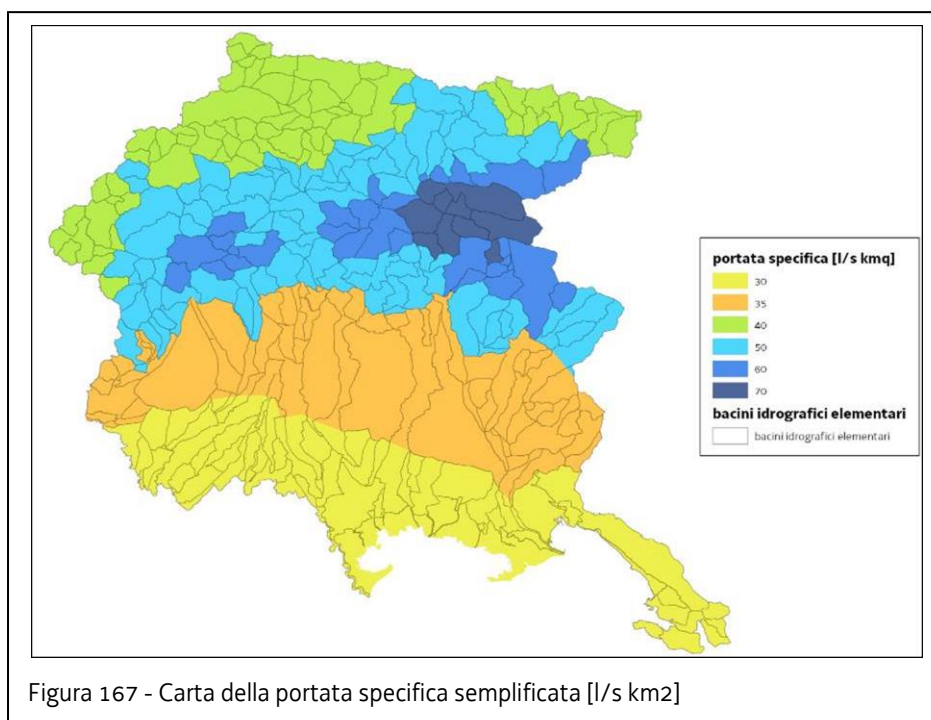 portata specifica [l/s kmq]
30
35
40
50
60
70
bacini idrografici elementari
bacini idrografici elementari
Figura 167 - Carta della portata specifica semplificata [l/s km2]